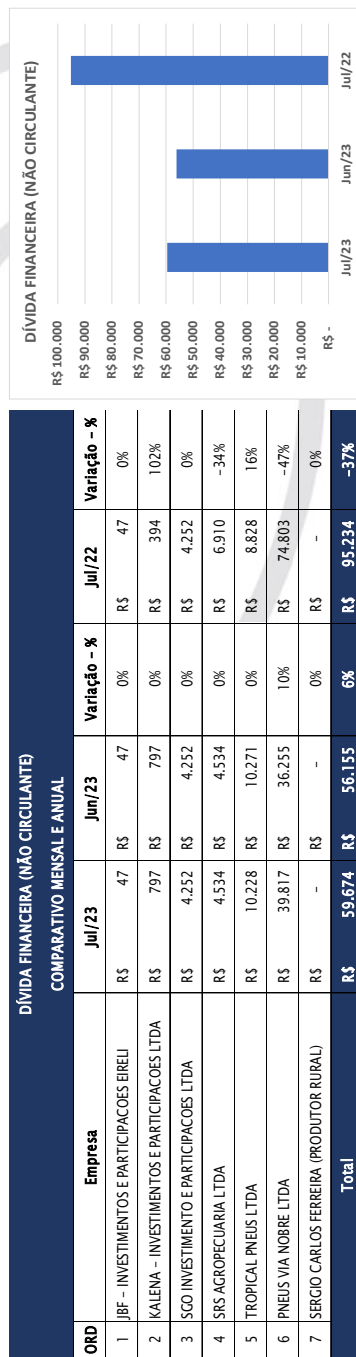 DÍVIDA FINANCEIRA (NÃO CIRCULANTE)
COMPARATIVO MENSAL E ANUAL
ORD Empresa Jul/23 Jun/23 Variação - % Jul/22 Variação - %
1 JBF - INVESTIMENTOS E PARTICIPACOES EIRELI R$ 47 R$ 47 0% R$ 47 0%
2 KALENA - INVESTIMENTOS E PARTICIPACOES LTDA R$ 797 R$ 797 0% R$ 394 102%
3 SGO INVESTIMENTO E PARTICIPACOES LTDA R$ 4.252 R$ 4.252 0% R$ 4.252 0%
4 SRS AGROPECUARIA LTDA R$ 4.534 R$ 4.534 0% R$ 6.910 -34%
5 TROPICAL PNEUS LTDA R$ 10.228 R$ 10.271 0% R$ 8.828 16%
6 PNEUS VIA NOBRE LTDA R$ 39.817 R$ 36.255 10% R$ 74.803 -47%
7 SERGIO CARLOS FERREIRA (PRODUTOR RURAL) R$ - R$ - 0% R$ - 0%
Total R$ 59.674 R$ 56.155 6% R$ 95.234 -37%
DÍVIDA FINANCEIRA (NÃO CIRCULANTE)
R$ 100.000
R$ 90.000
R$ 80.000
R$ 70.000
R$ 60.000
R$ 50.000
R$ 40.000
R$ 30.000
R$ 20.000
R$ 10.000
R$ -
Jul/23 Jun/23 Jul/22